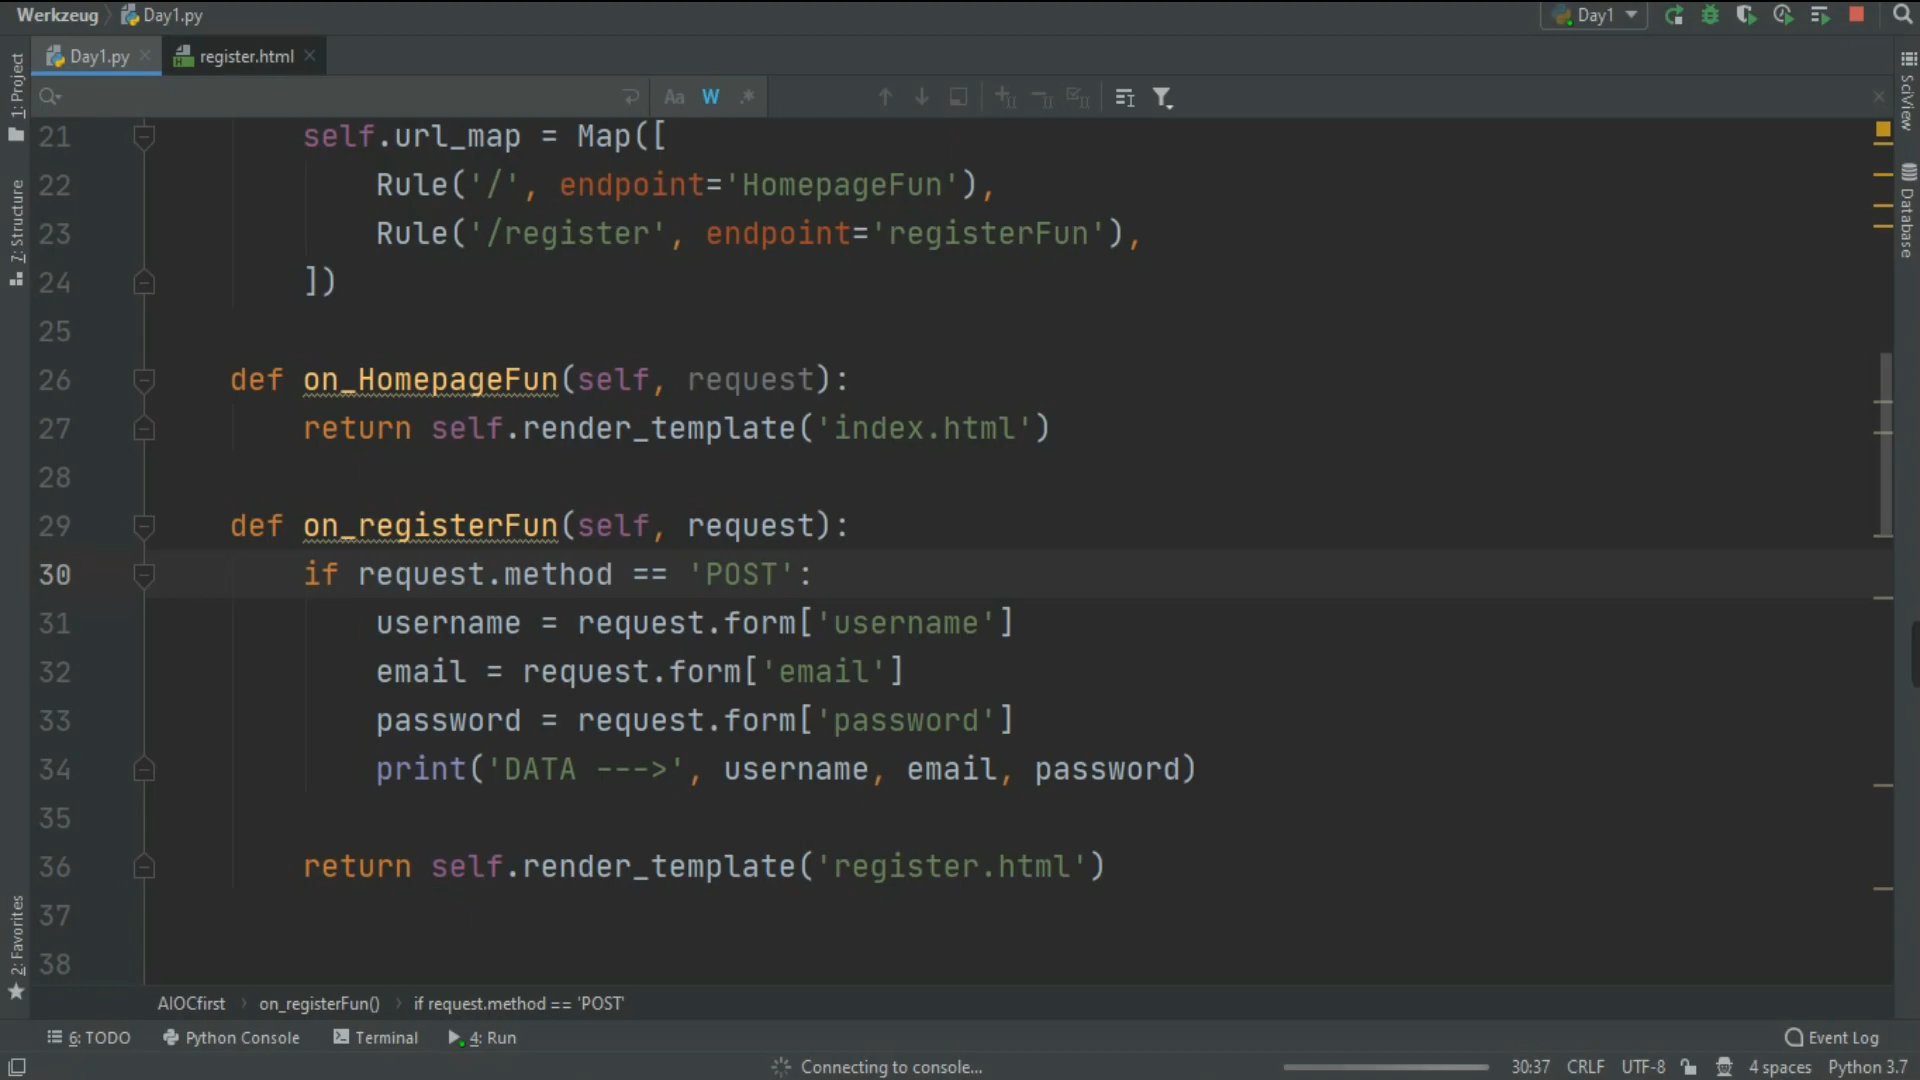 Werkzeug Day1.py Day1
Day1.py register.html
1: Project
7: Structure
2: Favorites
SciView
Database
Aa W .*
21 self.url_map = Map([
22 Rule('/', endpoint='HomepageFun'),
23 Rule('/register', endpoint='registerFun'),
24 ])
25
26 def on_HomepageFun(self, request):
27 return self.render_template('index.html')
28
29 def on_registerFun(self, request):
30 if request.method == 'POST':
31 username = request.form['username']
32 email = request.form['email']
33 password = request.form['password']
34 print('DATA --->', username, email, password)
35
36 return self.render_template('register.html')
37
38
AIOCfirst on_registerFun() if request.method == 'POST'
6: TODO Python Console Terminal 4: Run Event Log
Connecting to console... 30:37 CRLF UTF-8 4 spaces Python 3.7